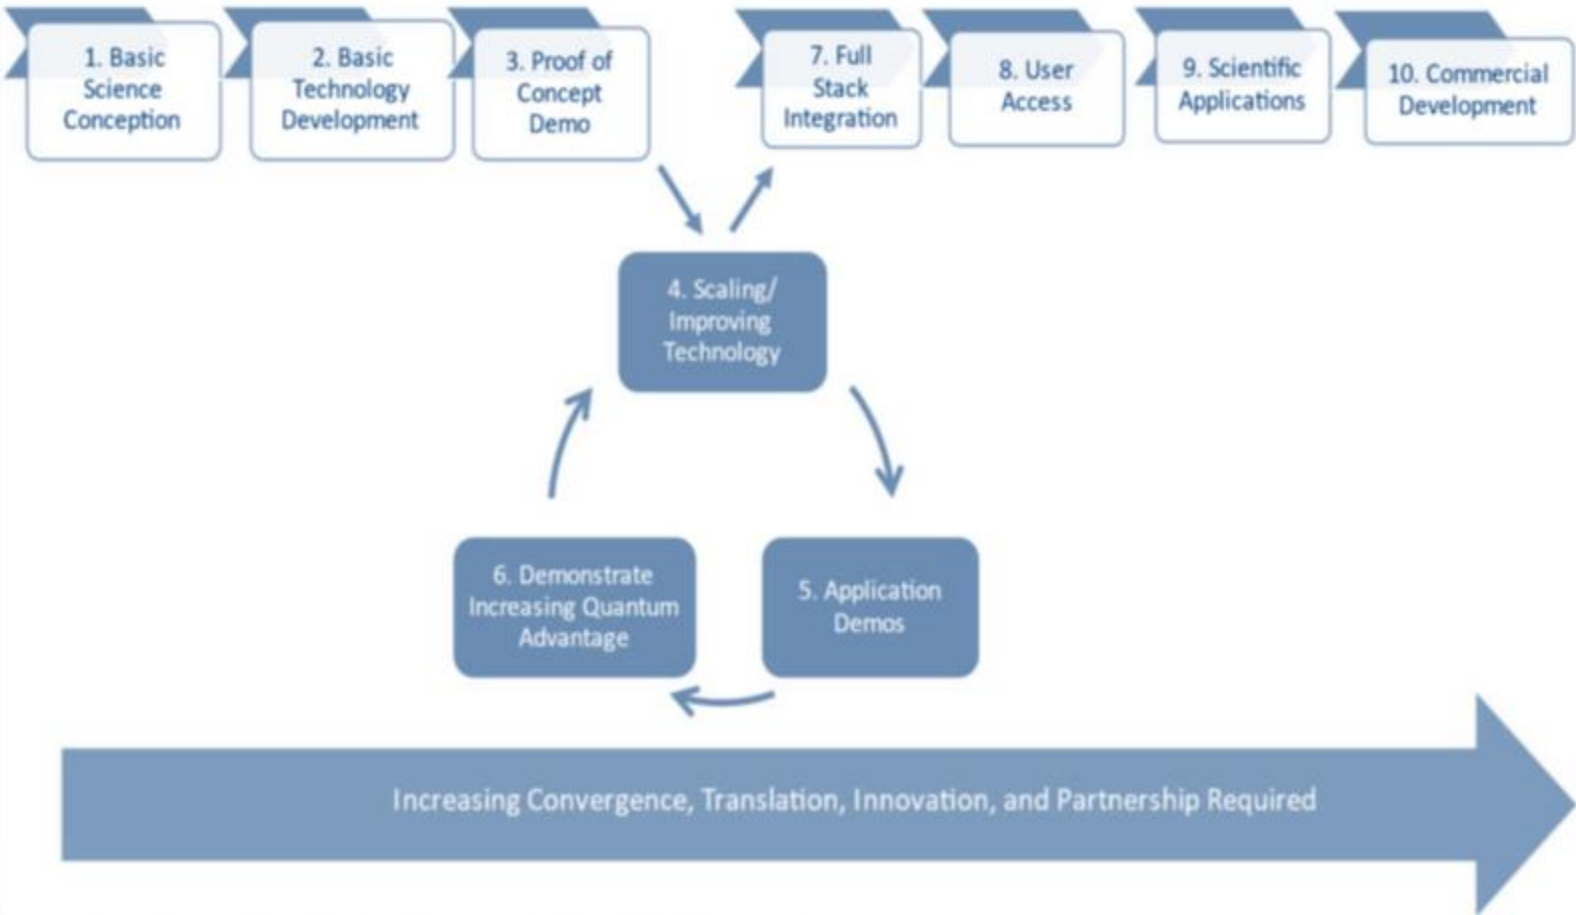 1. Basic
Science
Conception
2. Basic
Technology
Development
3. Proof of
Concept
Demo
7. Full
Stack
Integration
8. User
Access
9. Scientific
Applications
10. Commercial
Development
4. Scaling/
Improving
Technology
6. Demonstrate
Increasing Quantum
Advantage
5. Application
Demos
Increasing Convergence, Translation, Innovation, and Partnership Required